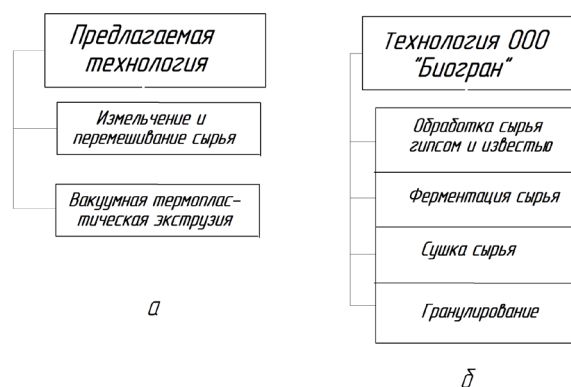 Предлагаемая
технология
Измельчение и
перемешивание сырья
Вакуумная термоплас-
тическая экструзия
а
Технология ООО
"Биогран"
Обработка сырья
гипсом и известью
Ферментация сырья
Сушка сырья
Гранулирование
б